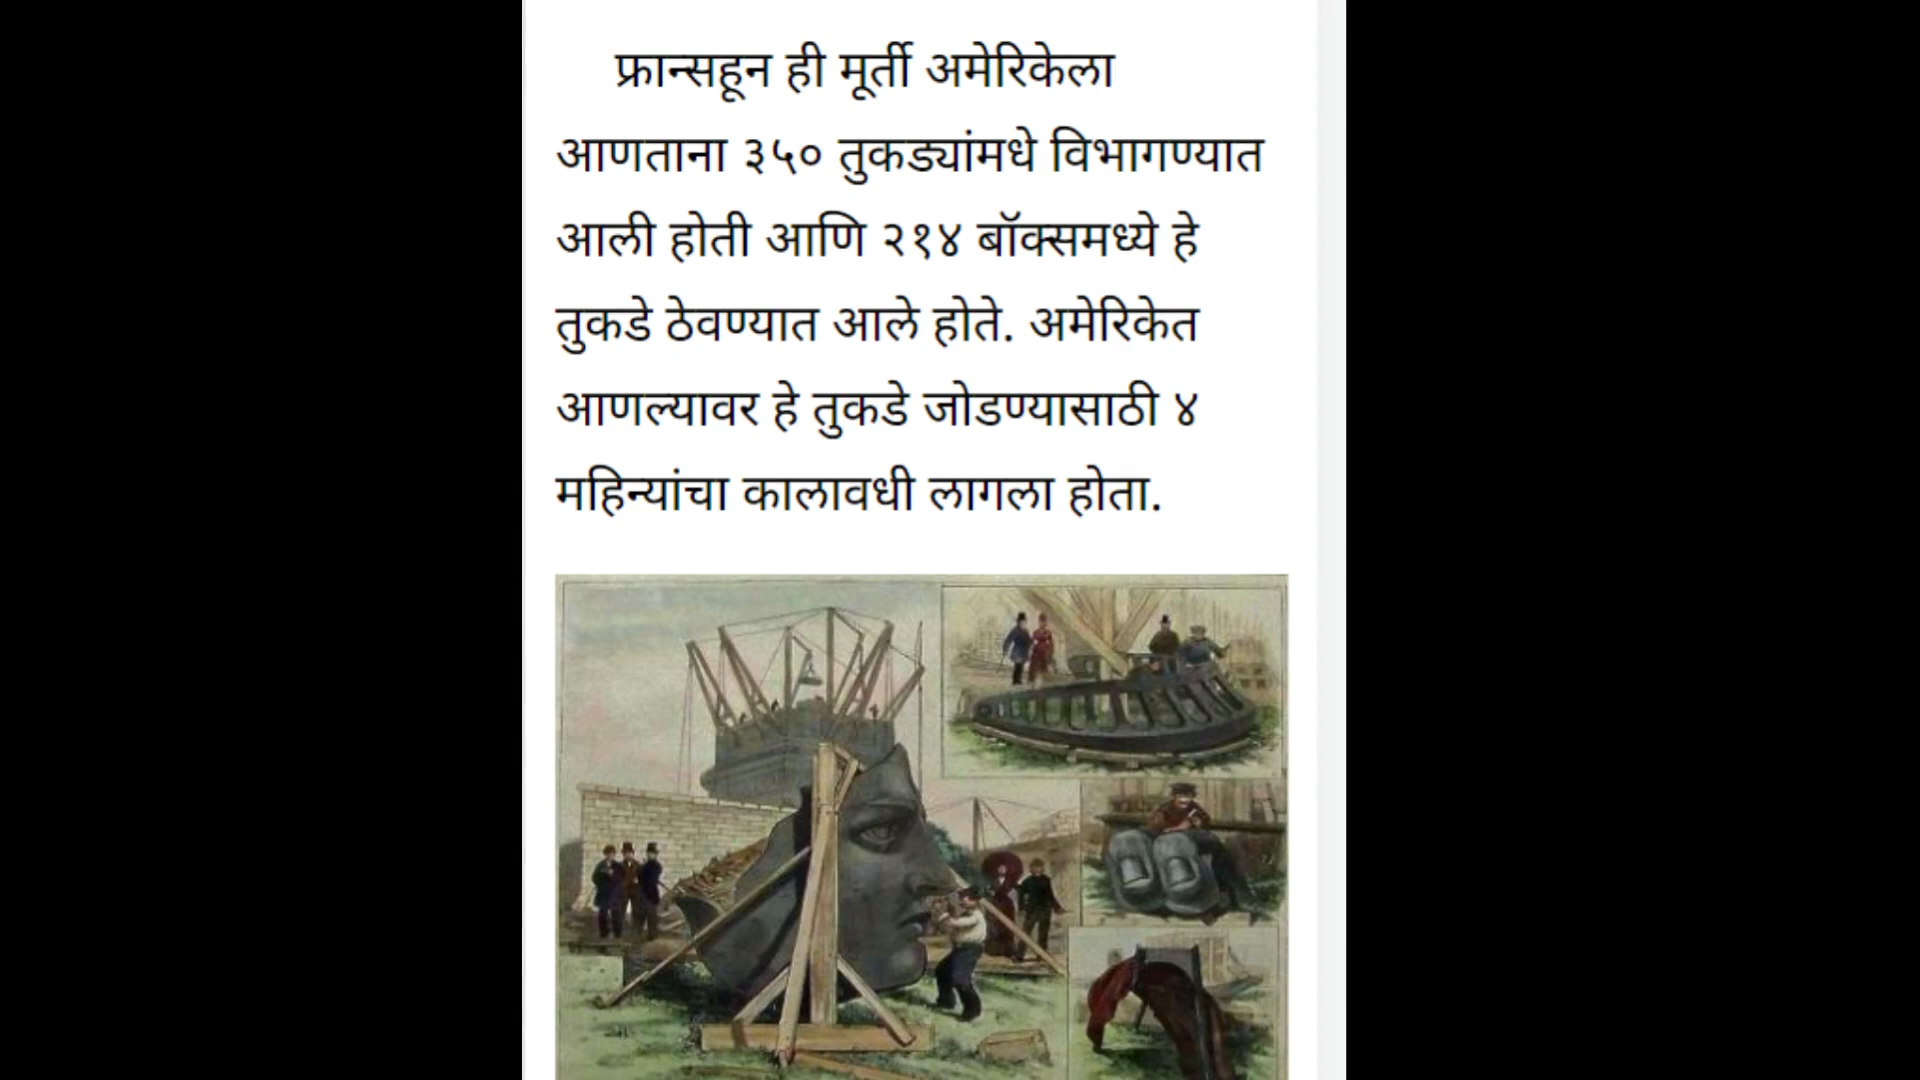 फ्रान्सहून ही मूर्ती अमेरिकेला
आणताना ३५० तुकड्यांमधे विभागण्यात
आली होती आणि २१४ बॉक्समध्ये हे
तुकडे ठेवण्यात आले होते. अमेरिकेत
आणल्यावर हे तुकडे जोडण्यासाठी ४
महिन्यांचा कालावधी लागला होता.